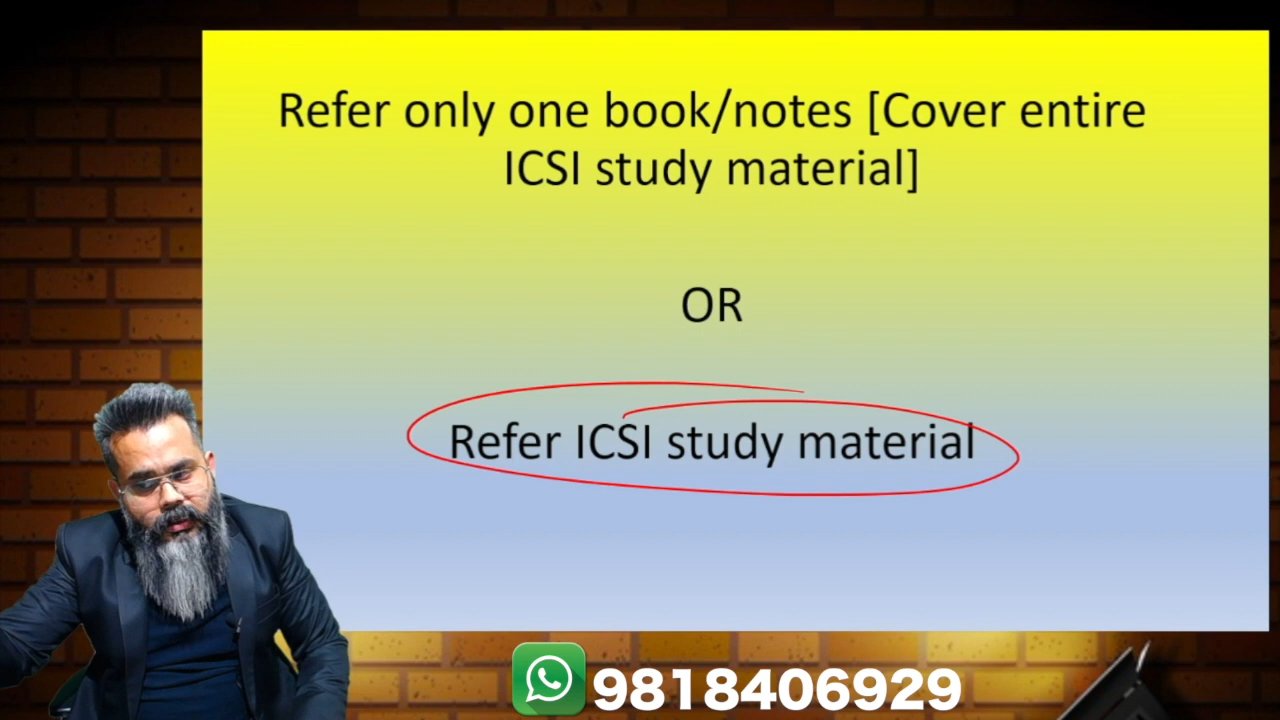 Refer only one book/notes [Cover entire
ICSI study material]
OR
Refer ICSI study material
9818406929